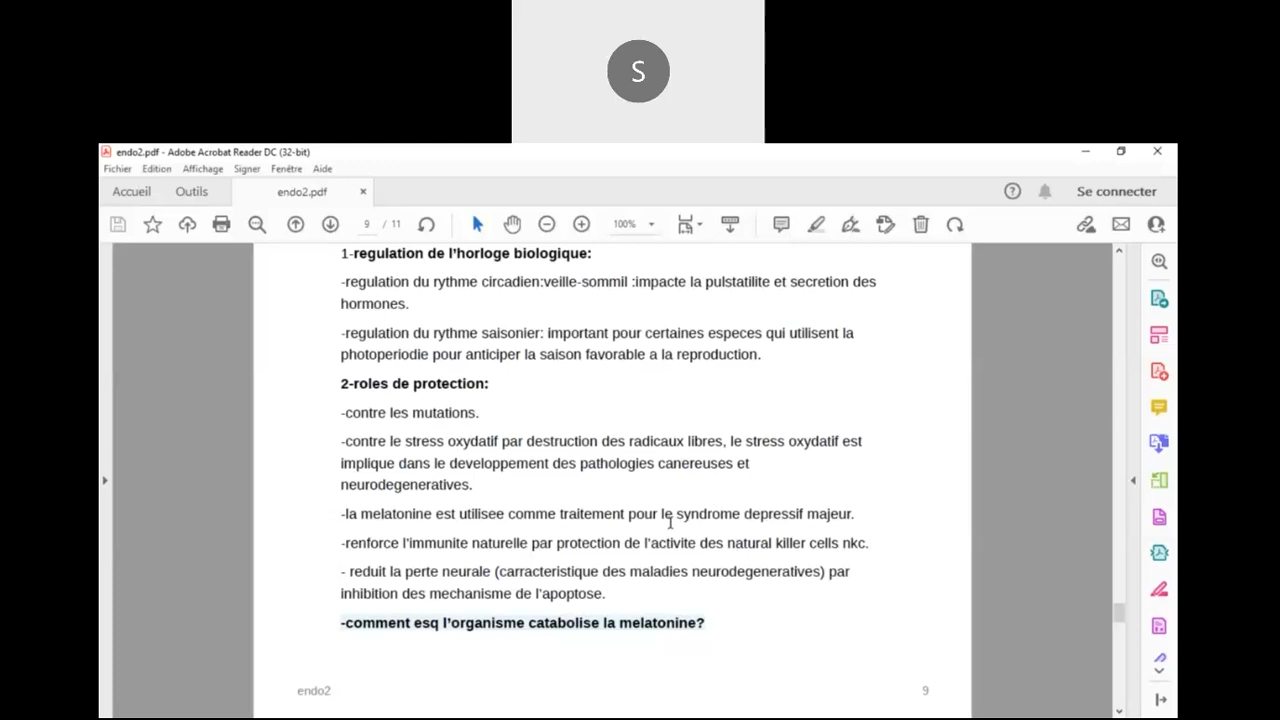 S
endo2.pdf - Adobe Acrobat Reader DC (32-bit)
Fichier Edition Affichage Signer Fenêtre Aide
Accueil Outils endo2.pdf × Se connecter
9 / 11 100%
1-regulation de l’horloge biologique:
-regulation du rythme circadien:veille-sommil :impacte la pulstatilite et secretion des
hormones.
-regulation du rythme saisonier: important pour certaines especes qui utilisent la
photoperiodie pour anticiper la saison favorable a la reproduction.
2-roles de protection:
-contre les mutations.
-contre le stress oxydatif par destruction des radicaux libres, le stress oxydatif est
implique dans le developpement des pathologies canereuses et
neurodegeneratives.
-la melatonine est utilisee comme traitement pour le syndrome depressif majeur.
-renforce l’immunite naturelle par protection de l’activite des natural killer cells nkc.
- reduit la perte neurale (carracteristique des maladies neurodegeneratives) par
inhibition des mechanisme de l’apoptose.
-comment esq l’organisme catabolise la melatonine?
endo2 9